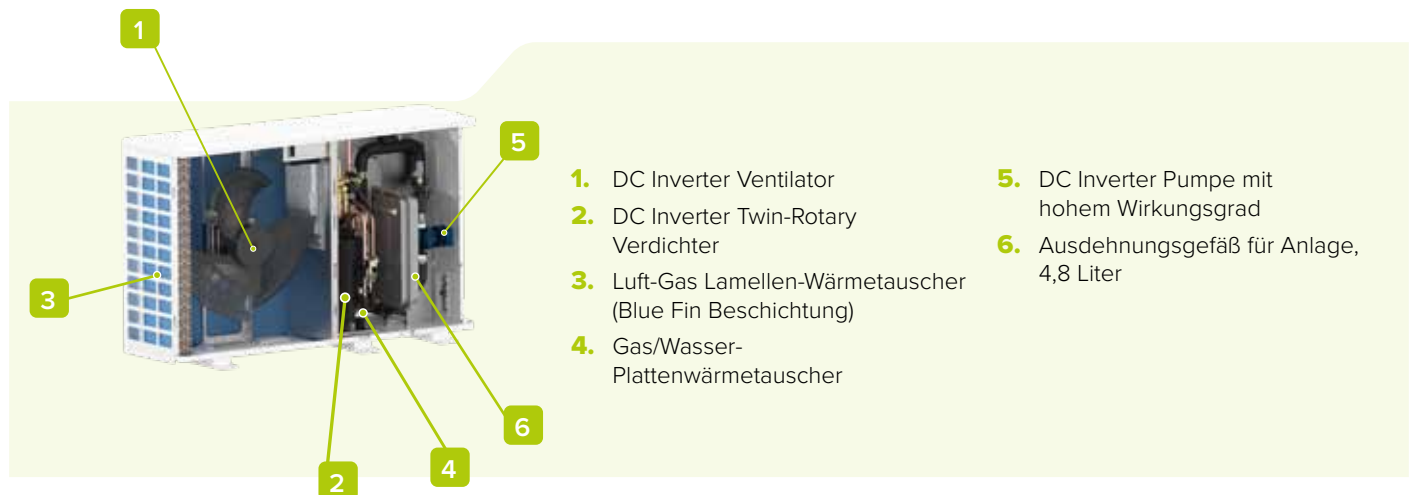 1
5
3
6
4
2
1. DC Inverter Ventilator
2. DC Inverter Twin-Rotary
Verdichter
3. Luft-Gas Lamellen-Wärmetauscher
(Blue Fin Beschichtung)
4. Gas/Wasser-
Plattenwärmetauscher
5. DC Inverter Pumpe mit
hohem Wirkungsgrad
6. Ausdehnungsgefäß für Anlage,
4,8 Liter